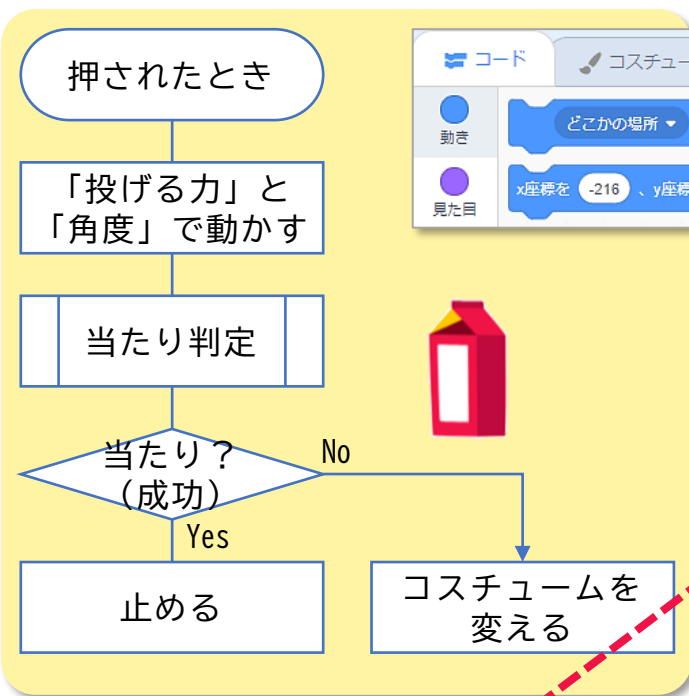 押されたとき
「投げる力」と
「角度」で動かす
当たり判定
当たり？
（成功）
No
Yes
止める
コスチュームを
変える
コード
コスチュー
動き
どこかの場所
見た目
x座標を -216 、y座標